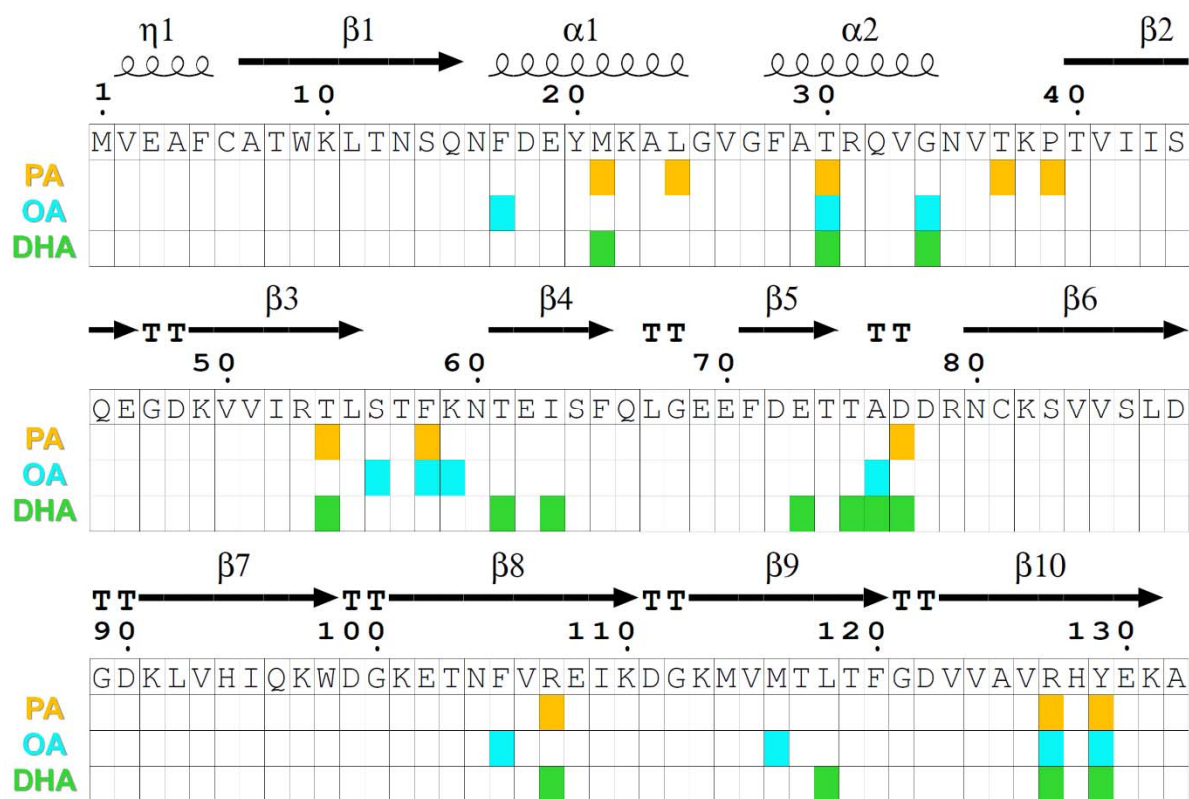 η1 β1 α1 α2 β2
1 10 20 30 40
MVEAFCATWKLTNSQNFDEYMKALGVGFATRQVGNVTKPTVIIS
PA
OA
DHA
TT β3 β4 TT β5 TT β6
50 60 70 80
QEGDKVVIRTLSTFKNTEISFQLGEEFDETTADDRNCKSVVSLD
PA
OA
DHA
TT β7 TT β8 TT β9 TT β10
90 100 110 120 130
GDKLVHIQKWDGKETNFVREIKDGKMVMTLTFGDVVAVRHYEKA
PA
OA
DHA